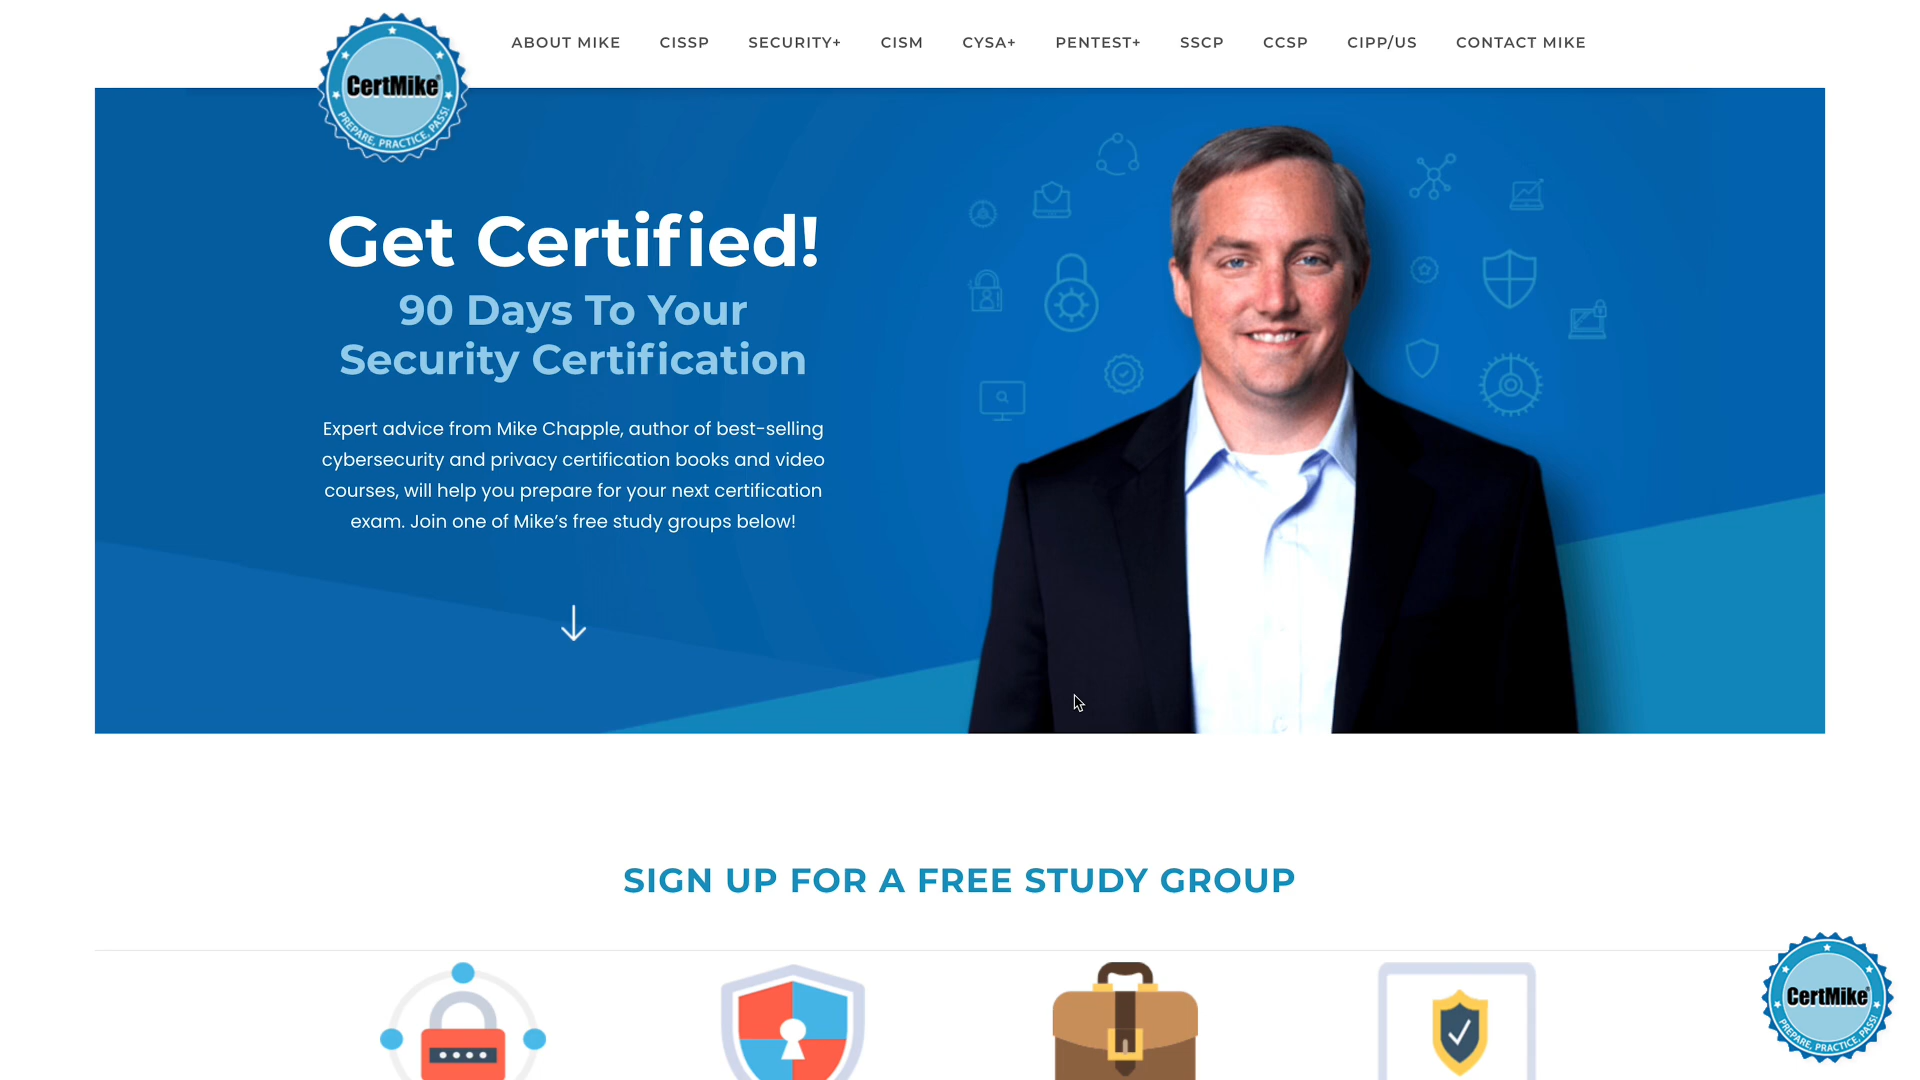 CertMike®
PREPARE, PRACTICE, PASS!
ABOUT MIKE
CISSP
SECURITY+
CISM
CYSA+
PENTEST+
SSCP
CCSP
CIPP/US
CONTACT MIKE
Get Certified!
90 Days To Your
Security Certification
Expert advice from Mike Chapple, author of best-selling
cybersecurity and privacy certification books and video
courses, will help you prepare for your next certification
exam. Join one of Mike’s free study groups below!
SIGN UP FOR A FREE STUDY GROUP
CertMike®
PREPARE, PRACTICE, PASS!